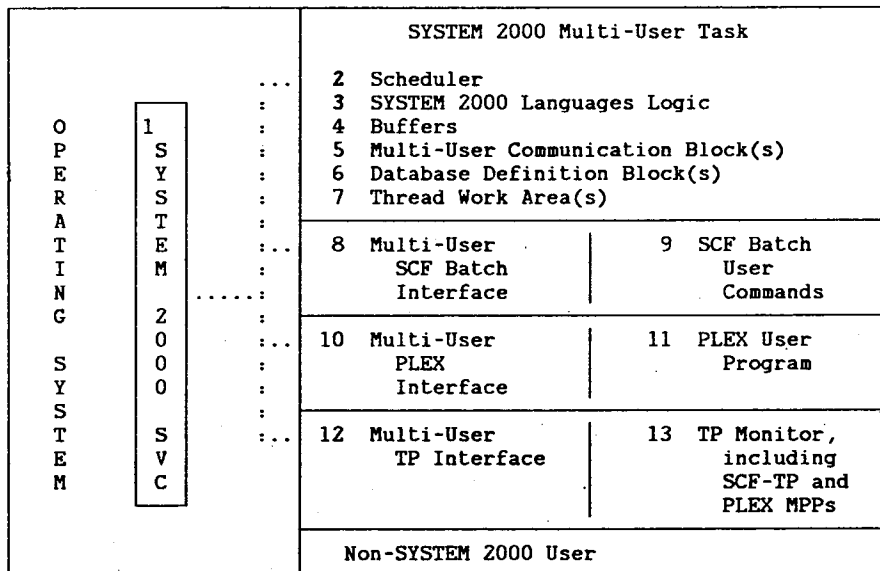 SYSTEM 2000 Multi-User Task
2 Scheduler
3 SYSTEM 2000 Languages Logic
4 Buffers
5 Multi-User Communication Block(s)
6 Database Definition Block(s)
7 Thread Work Area(s)
OPERATING SYSTEM
1
SYSTEM 2000 SVC
8 Multi-User
SCF Batch
Interface
9 SCF Batch
User
Commands
10 Multi-User
PLEX
Interface
11 PLEX User
Program
12 Multi-User
TP Interface
13 TP Monitor,
including
SCF-TP and
PLEX MPPs
Non-SYSTEM 2000 User